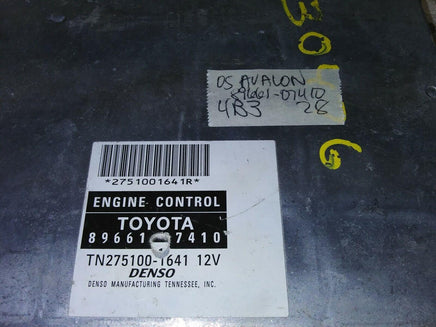 05 AVALON
89661-07410
4B3 28
*2751001641R*
ENGINE CONTROL
TOYOTA
89661 7410
TN275100-1641 12V
DENSO
DENSO MANUFACTURING TENNESSEE, INC.